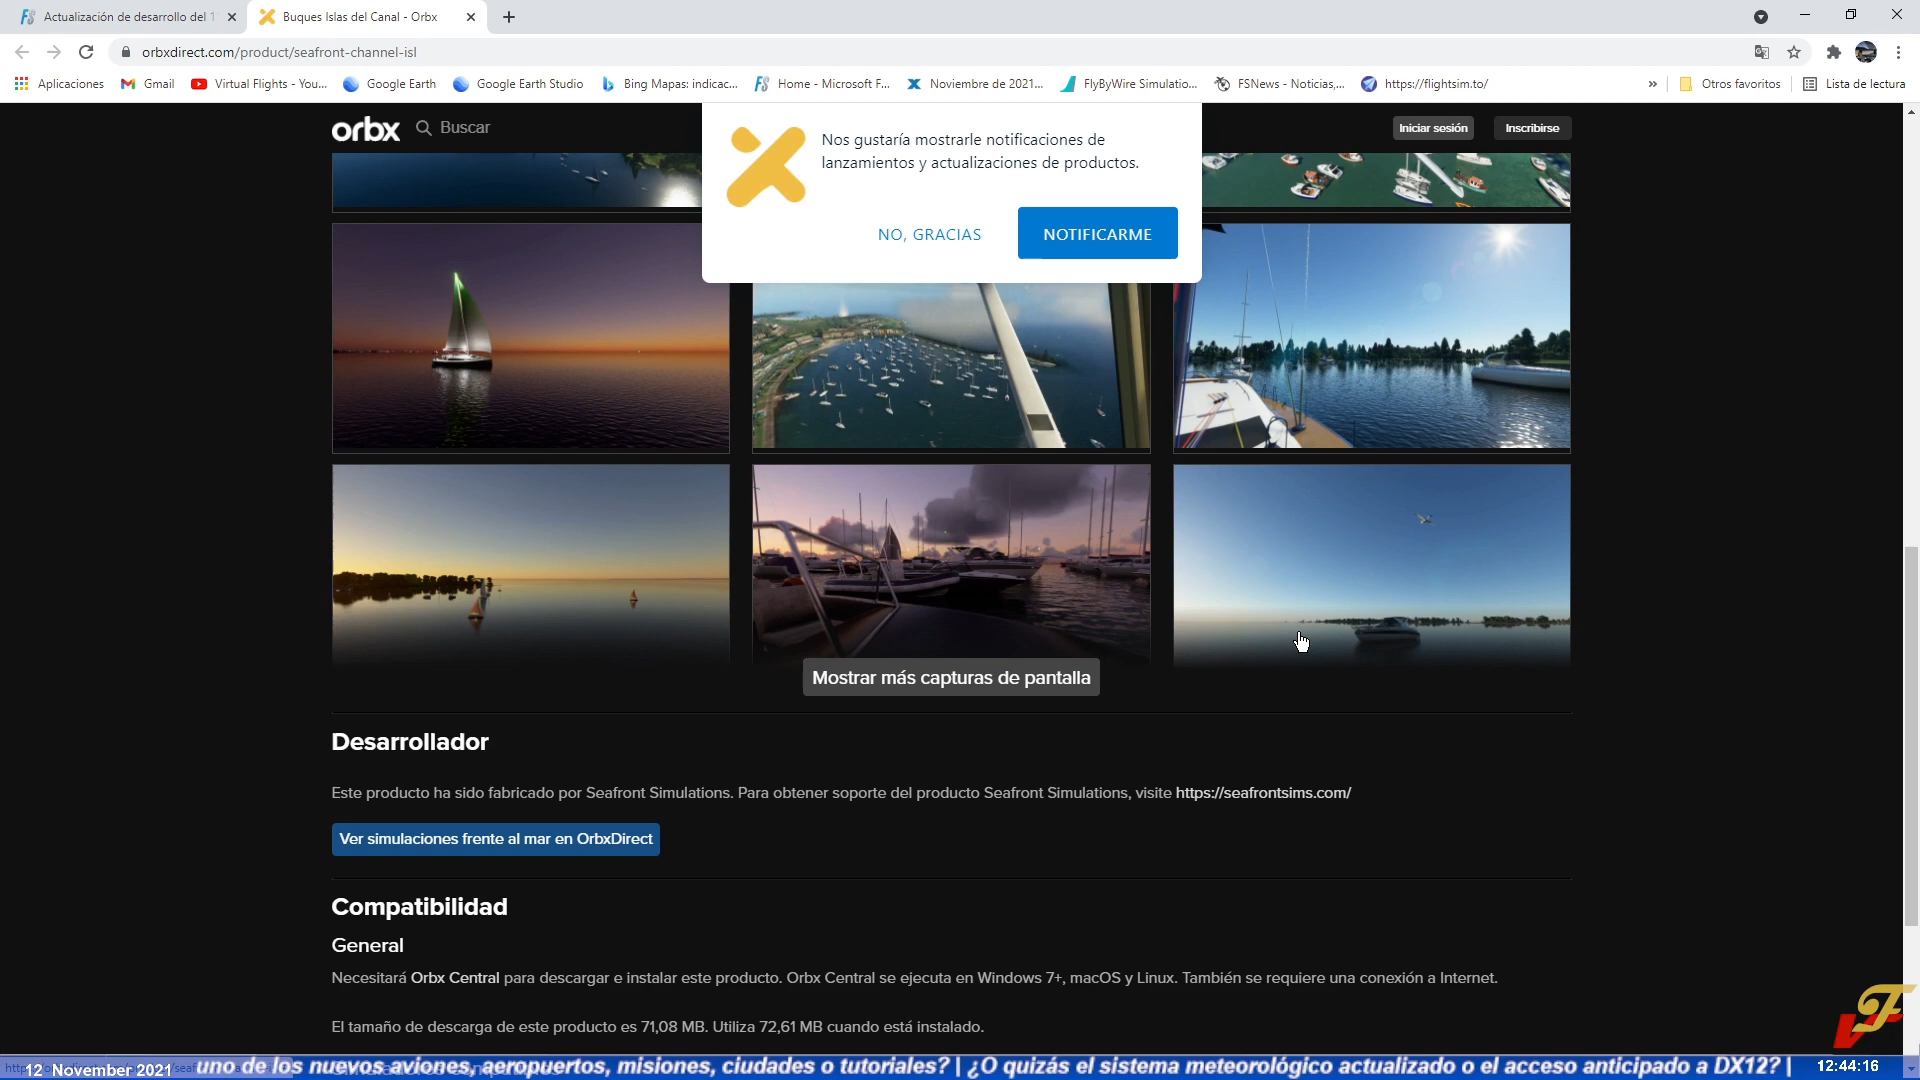 Actualización de desarrollo del 1
Buques Islas del Canal - Orbx
orbxdirect.com/product/seafront-channel-isl
Aplicaciones
Gmail
Virtual Flights - You...
Google Earth
Google Earth Studio
Bing Mapas: indicac...
Home - Microsoft F...
Noviembre de 2021...
FlyByWire Simulatio...
FSNews - Noticias,...
https://flightsim.to/
»
Otros favoritos
Lista de lectura
orbx
Buscar
Iniciar sesión
Inscribirse
Nos gustaría mostrarle notificaciones de
lanzamientos y actualizaciones de productos.
NO, GRACIAS
NOTIFICARME
Mostrar más capturas de pantalla
Desarrollador
Este producto ha sido fabricado por Seafront Simulations. Para obtener soporte del producto Seafront Simulations, visite https://seafrontsims.com/
Ver simulaciones frente al mar en OrbxDirect
Compatibilidad
General
Necesitará Orbx Central para descargar e instalar este producto. Orbx Central se ejecuta en Windows 7+, macOS y Linux. También se requiere una conexión a Internet.
El tamaño de descarga de este producto es 71,08 MB. Utiliza 72,61 MB cuando está instalado.
12 November 2021
uno de los nuevos aviones, aeropuertos, misiones, ciudades o tutoriales? | ¿O quizás el sistema meteorológico actualizado o el acceso anticipado a DX12? |
12:44:16